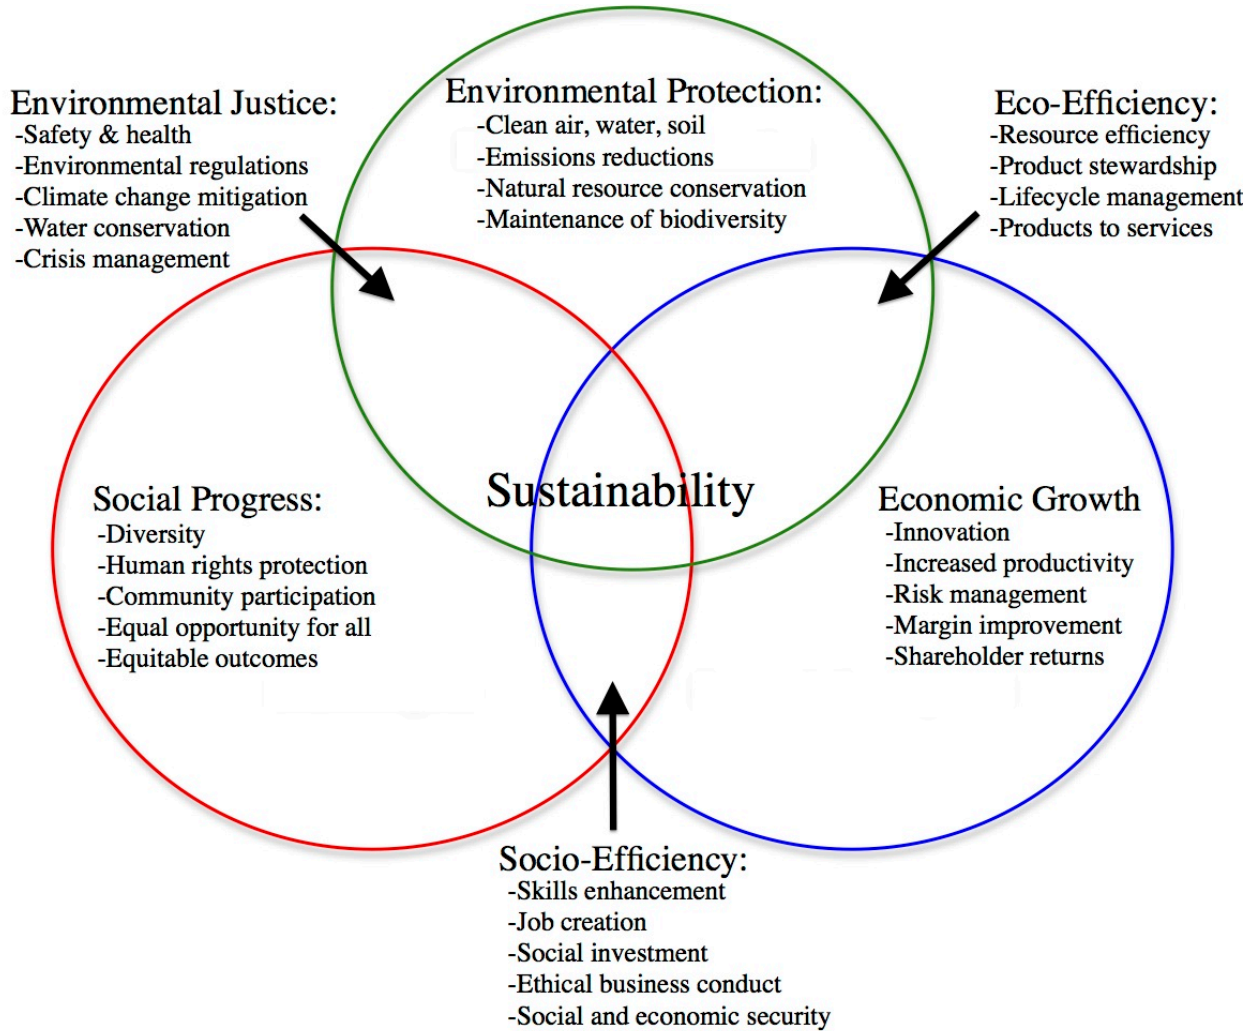 Environmental Justice:
-Safety & health
-Environmental regulations
-Climate change mitigation
-Water conservation
-Crisis management
Environmental Protection:
-Clean air, water, soil
-Emissions reductions
-Natural resource conservation
-Maintenance of biodiversity
Eco-Efficiency:
-Resource efficiency
-Product stewardship
-Lifecycle management
-Products to services
Sustainability
Social Progress:
-Diversity
-Human rights protection
-Community participation
-Equal opportunity for all
-Equitable outcomes
Economic Growth
-Innovation
-Increased productivity
-Risk management
-Margin improvement
-Shareholder returns
Socio-Efficiency:
-Skills enhancement
-Job creation
-Social investment
-Ethical business conduct
-Social and economic security